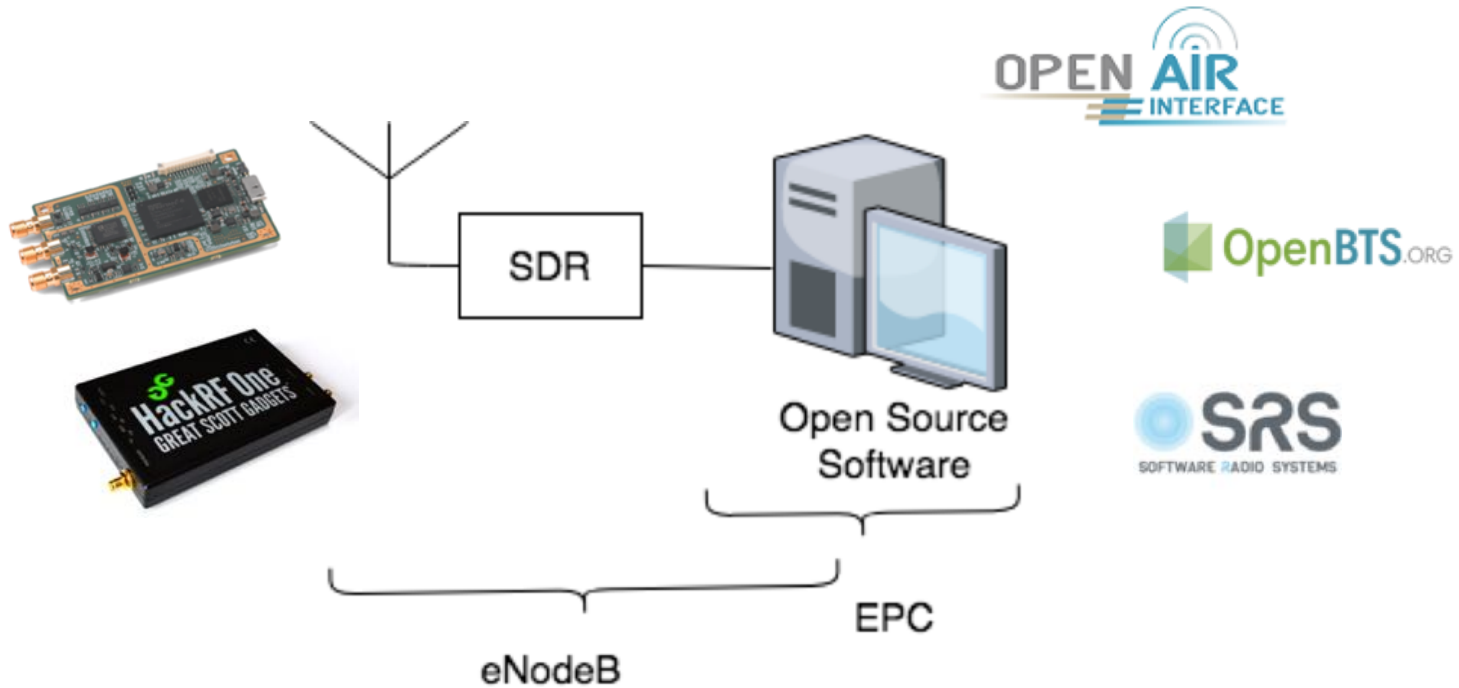 OPEN AIR
INTERFACE
SDR
OpenBTS.ORG
HackRF One
GREAT SCOTT GADGETS
Open Source
Software
SRS
SOFTWARE RADIO SYSTEMS
EPC
eNodeB